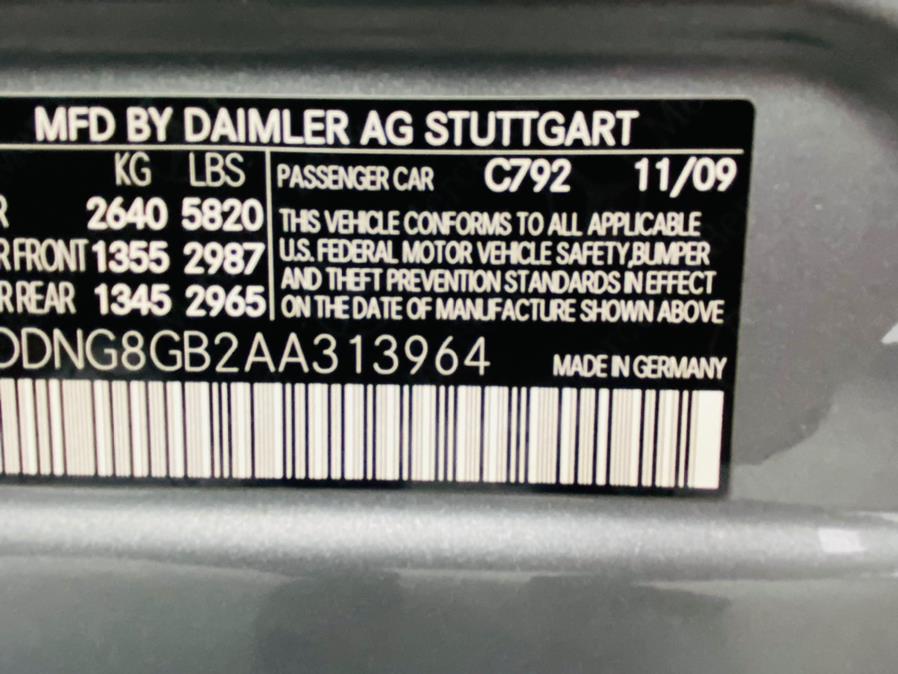 MFD BY DAIMLER AG STUTTGART
KG LBS
R 2640 5820
R FRONT 1355 2987
R REAR 1345 2965
PASSENGER CAR C792 11/09
THIS VEHICLE CONFORMS TO ALL APPLICABLE
U.S. FEDERAL MOTOR VEHICLE SAFETY,BUMPER
AND THEFT PREVENTION STANDARDS IN EFFECT
ON THE DATE OF MANUFACTURE SHOWN ABOVE
DDNG8GB2AA313964
MADE IN GERMANY